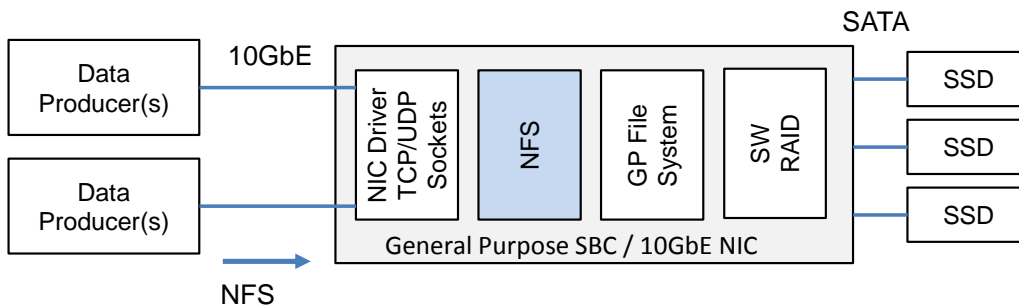 SATA
10GbE
Data
Producer(s)
Data
Producer(s)
NIC Driver
TCP/UDP
Sockets
NFS
GP File
System
SW
RAID
SSD
SSD
SSD
General Purpose SBC / 10GbE NIC
NFS